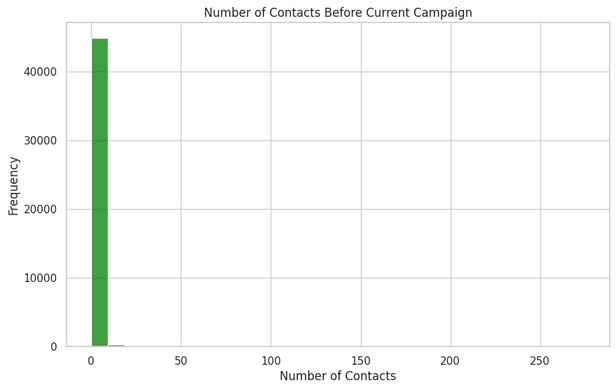 Number of Contacts Before Current Campaign
40000
30000
20000
10000
0
Frequency
0 50 100 150 200 250
Number of Contacts